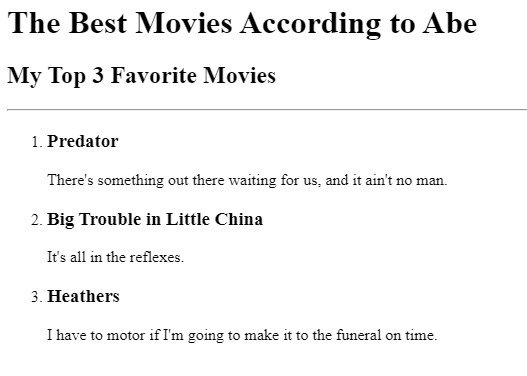 The Best Movies According to Abe
My Top 3 Favorite Movies
1. Predator
There's something out there waiting for us, and it ain't no man.
2. Big Trouble in Little China
It's all in the reflexes.
3. Heathers
I have to motor if I'm going to make it to the funeral on time.